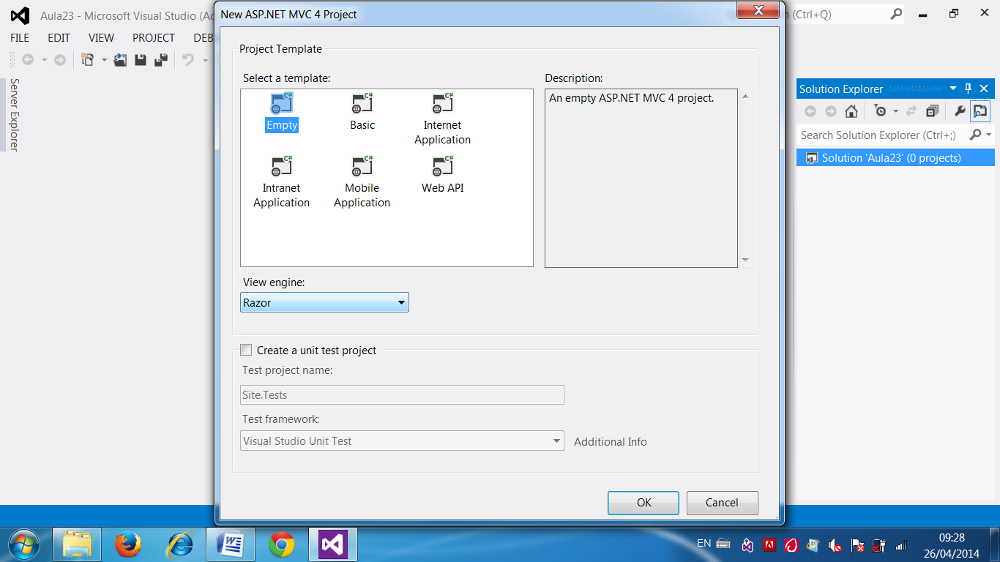 Aula23 - Microsoft Visual Studio (Ad
New ASP.NET MVC 4 Project
(Ctrl+Q)
FILE EDIT VIEW PROJECT DEB
Server Explorer
Project Template
Select a template:
Description:
Empty
Basic
Internet
Application
Intranet
Application
Mobile
Application
Web API
An empty ASP.NET MVC 4 project.
View engine:
Razor
Create a unit test project
Test project name:
Site.Tests
Test framework:
Visual Studio Unit Test
Additional Info
OK
Cancel
Solution Explorer
Search Solution Explorer (Ctrl+;)
Solution 'Aula23' (0 projects)
EN
09:28
26/04/2014